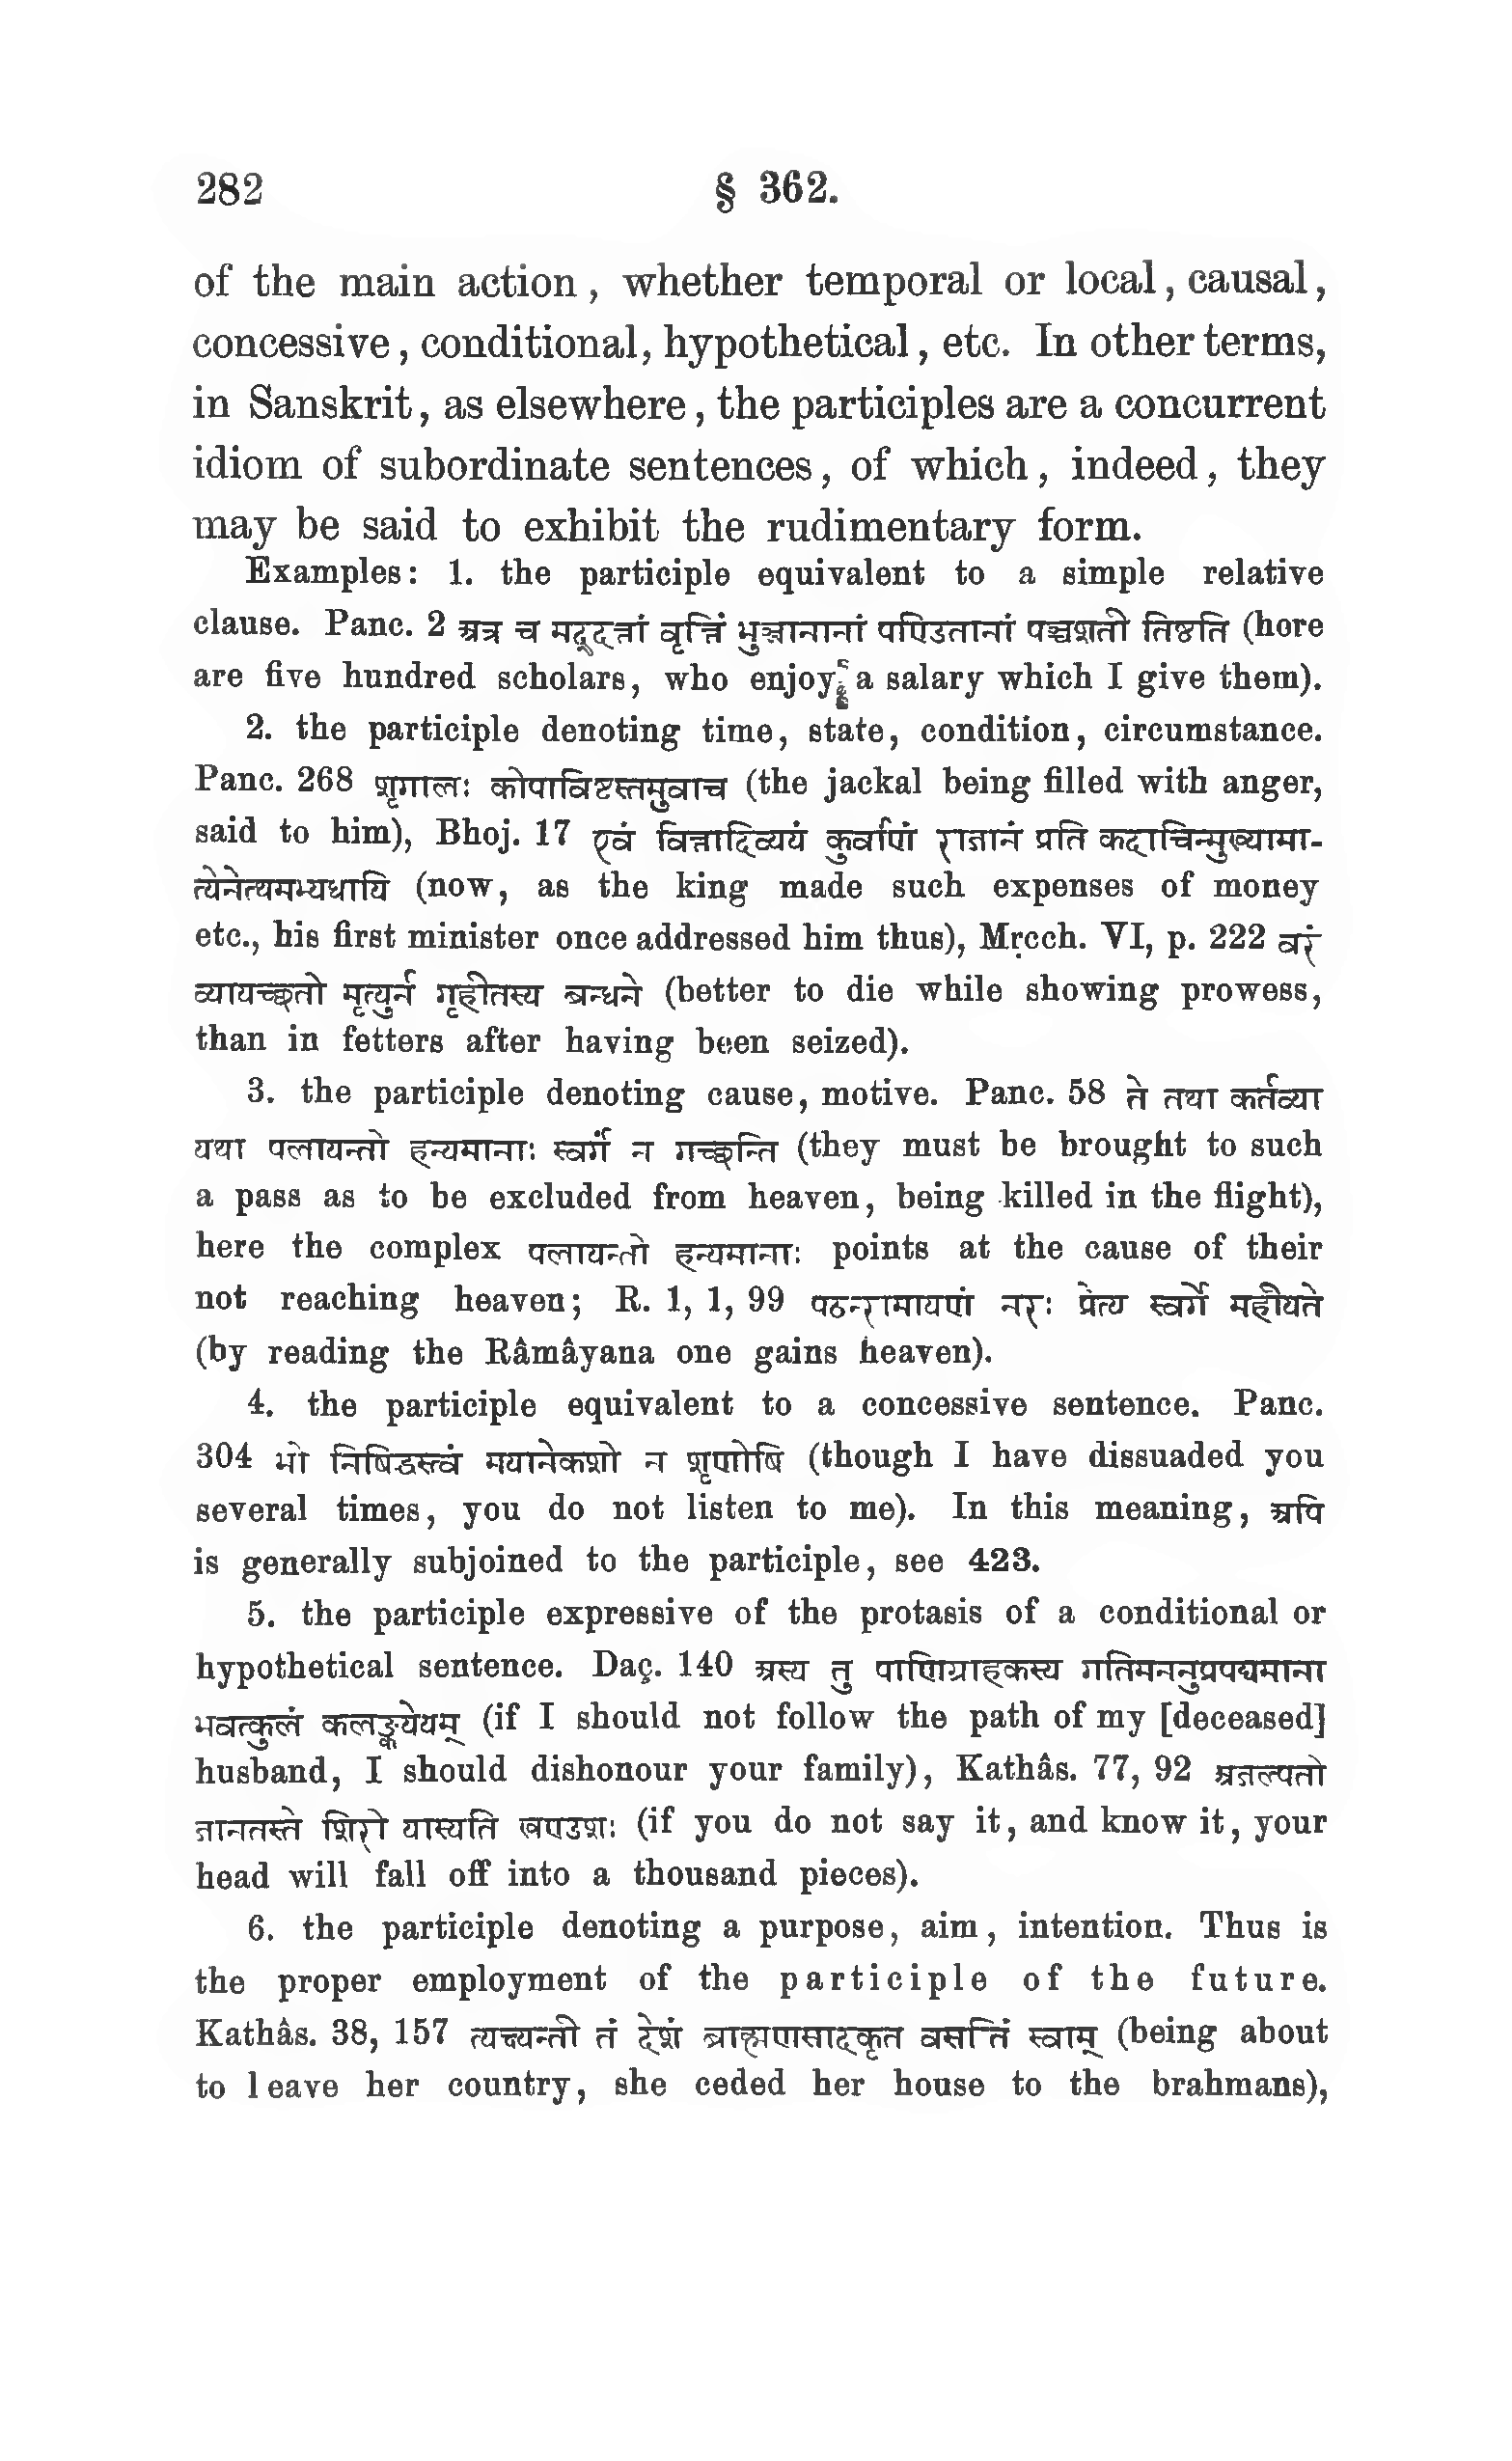 282 § 362.
of the main action, whether temporal or local, causal,
concessive, conditional, hypothetical, etc. In other terms,
in Sanskrit, as elsewhere, the participles are a concurrent
idiom of subordinate sentences, of which, indeed, they
may be said to exhibit the rudimentary form.
Examples: 1. the participle equivalent to a simple relative
clause. Panc. 2 अत्र च मद्दत्तां वृत्तिं भुञ्जानानां पण्डितानां पञ्चशती तिष्ठति (here
are five hundred scholars, who enjoy a salary which I give them).
2. the participle denoting time, state, condition, circumstance.
Panc. 268 शृगालः कोपाविष्टस्तमुवाच (the jackal being filled with anger,
said to him), Bhoj. 17 एवं वित्तादिव्ययं कुर्वाणं राजानं प्रति कदाचिन्मुख्यामा-
त्येनेत्थमभ्यधायि (now, as the king made such expenses of money
etc., his first minister once addressed him thus), Mṛcch. VI, p. 222 वरं
व्यायच्छतो मृत्युर्न गृहीतस्य बन्धने (better to die while showing prowess,
than in fetters after having been seized).
3. the participle denoting cause, motive. Panc. 58 ते तथा कर्तव्या
यथा पलायन्तो हन्यमानाः स्वर्गं न गच्छन्ति (they must be brought to such
a pass as to be excluded from heaven, being killed in the flight),
here the complex पलायन्तो हन्यमानाः points at the cause of their
not reaching heaven; R. 1, 1, 99 पठन्रामायणं नरः प्रेत्य स्वर्गे महीयते
(by reading the Râmâyana one gains heaven).
4. the participle equivalent to a concessive sentence. Panc.
304 भो निषिद्धस्त्वं मयानेकशो न शृणोषि (though I have dissuaded you
several times, you do not listen to me). In this meaning, अपि
is generally subjoined to the participle, see 423.
5. the participle expressive of the protasis of a conditional or
hypothetical sentence. Daç. 140 अस्य तु पाणिग्राहकस्य गतिमननुप्रपद्यमाना
भवत्कुलं कलङ्कयेयम् (if I should not follow the path of my [deceased]
husband, I should dishonour your family), Kathâs. 77, 92 अजल्पतो
जानतस्ते शिरो यास्यति खण्डशः (if you do not say it, and know it, your
head will fall off into a thousand pieces).
6. the participle denoting a purpose, aim, intention. Thus is
the proper employment of the participle of the future.
Kathâs. 38, 157 त्यक्ष्यन्ती तं देशं ब्राह्मणसादकृत वसतिं स्वाम् (being about
to leave her country, she ceded her house to the brahmans),